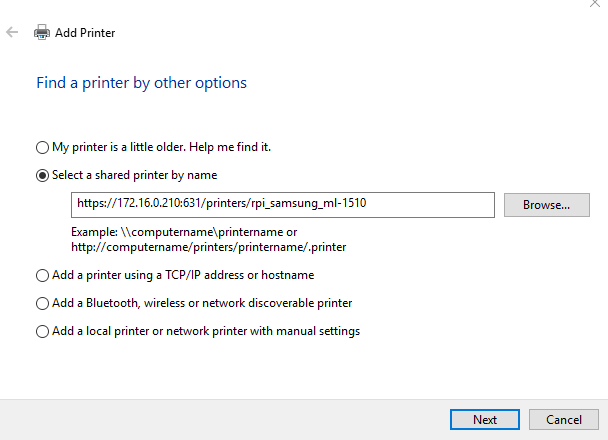 Add Printer
Find a printer by other options
My printer is a little older. Help me find it.
Select a shared printer by name
https://172.16.0.210:631/printers/rpi_samsung_ml-1510
Browse...
Example: \\computername\printername or
http://computername/printers/printername/.printer
Add a printer using a TCP/IP address or hostname
Add a Bluetooth, wireless or network discoverable printer
Add a local printer or network printer with manual settings
Next
Cancel